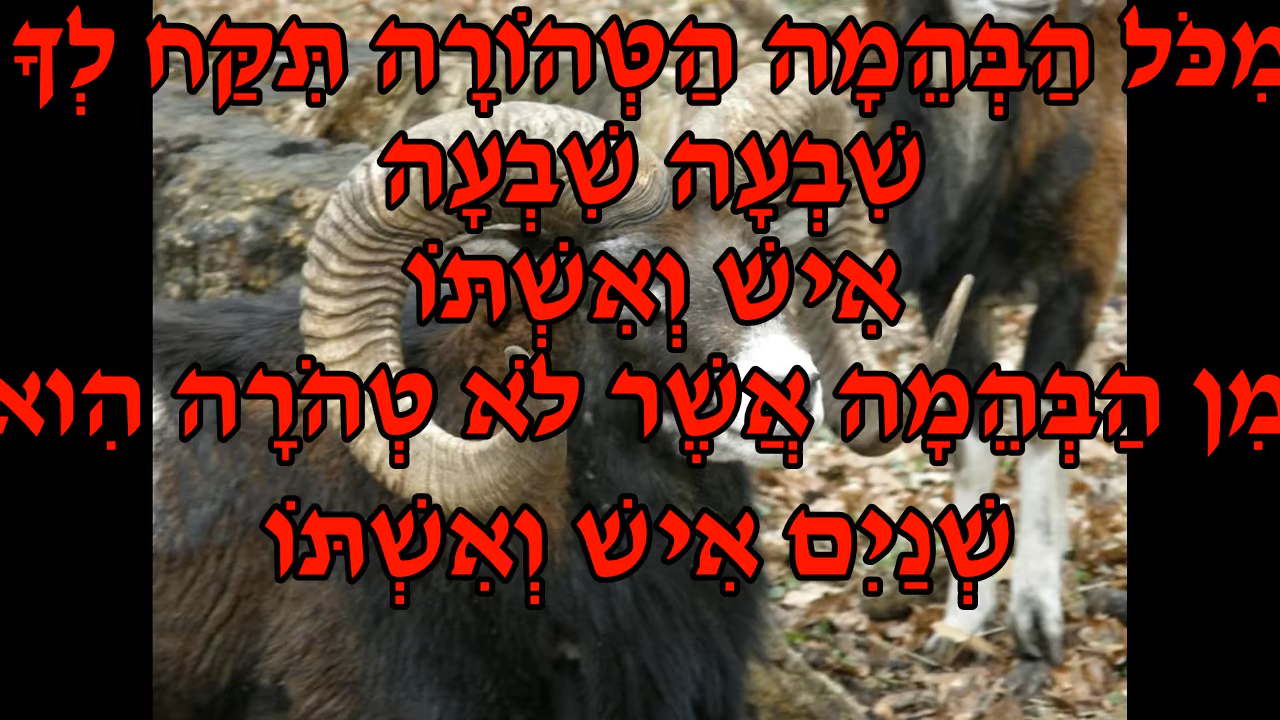 מִכֹּל הַבְּהֵמָה הַטְּהוֹרָה תִּקַּח לְךָ
שִׁבְעָה שִׁבְעָה
אִישׁ וְאִשְׁתּוֹ
מִן הַבְּהֵמָה אֲשֶׁר לֹא טְהֹרָה הִוא
שְׁנַיִם אִישׁ וְאִשְׁתּוֹ